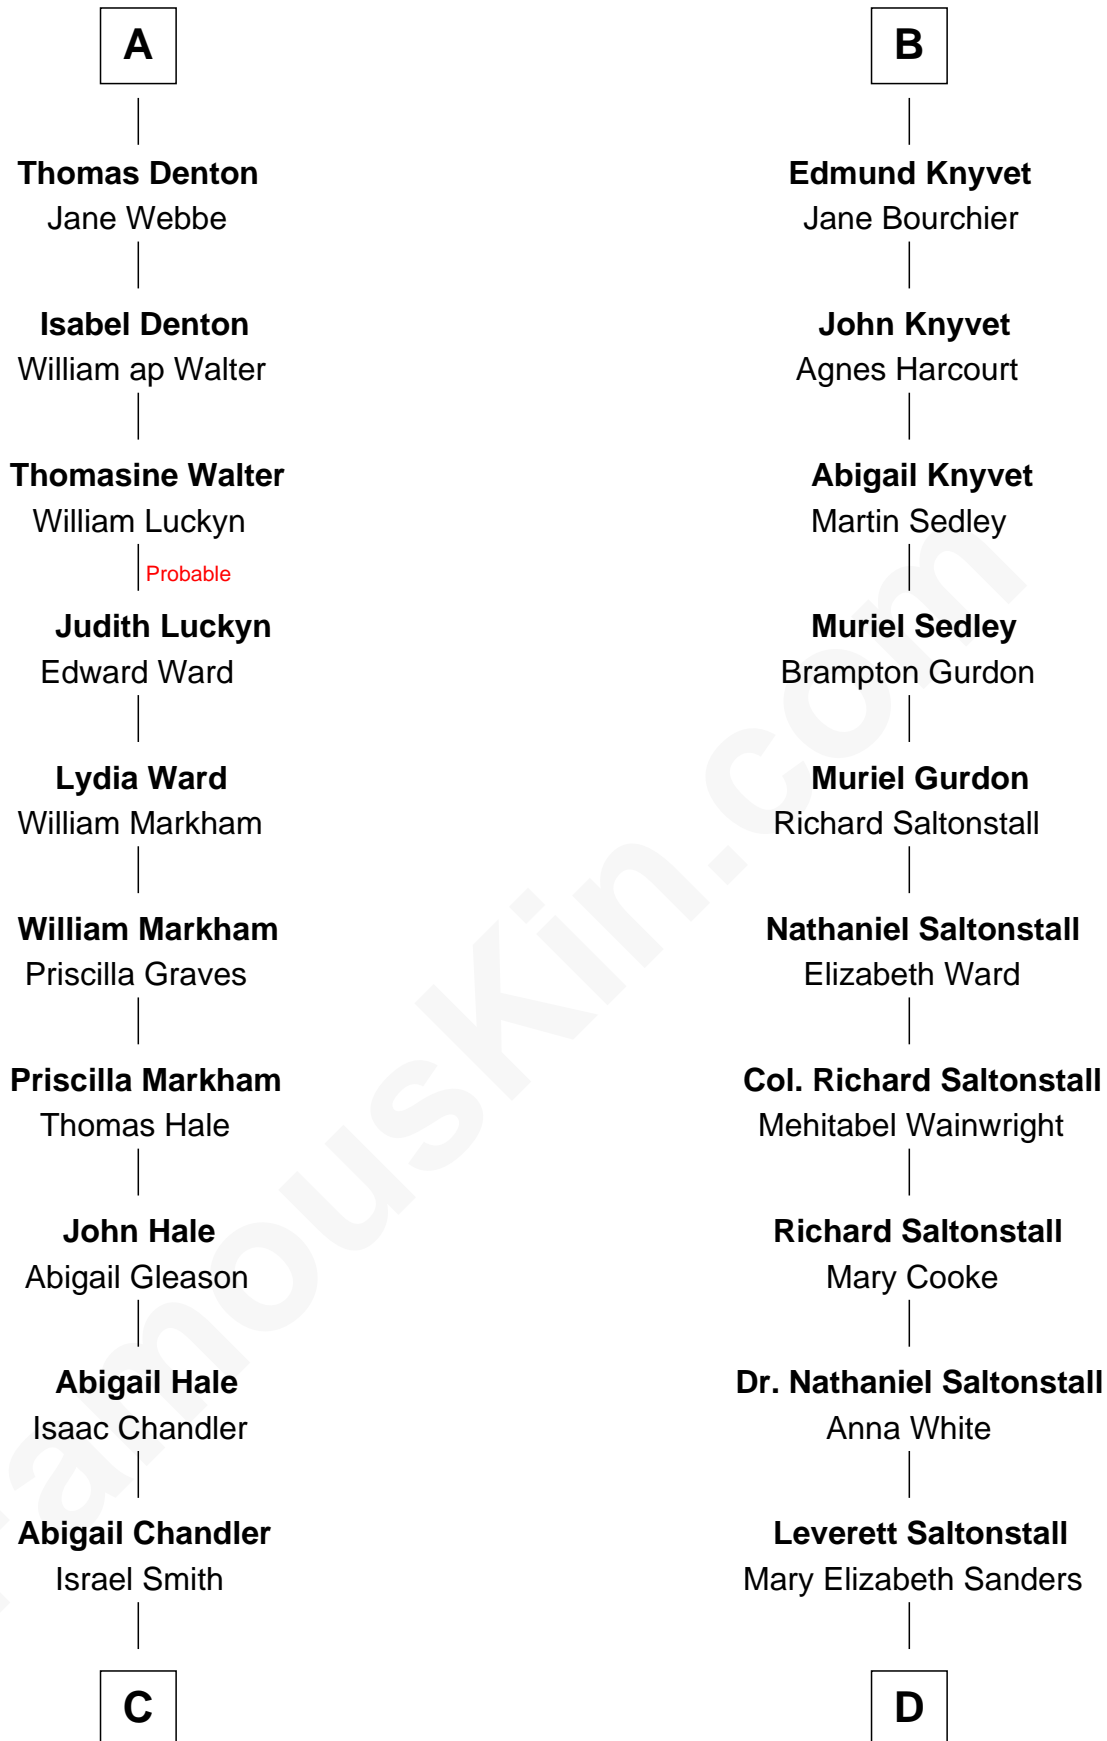 A
Thomas Denton
Jane Webbe
Isabel Denton
William ap Walter
Thomasine Walter
William Luckyn
Probable
Judith Luckyn
Edward Ward
Lydia Ward
William Markham
William Markham
Priscilla Graves
Priscilla Markham
Thomas Hale
John Hale
Abigail Gleason
Abigail Hale
Isaac Chandler
Abigail Chandler
Israel Smith
C
B
Edmund Knyvet
Jane Bourchier
John Knyvet
Agnes Harcourt
Abigail Knyvet
Martin Sedley
Muriel Sedley
Brampton Gurdon
Muriel Gurdon
Richard Saltonstall
Nathaniel Saltonstall
Elizabeth Ward
Col. Richard Saltonstall
Mehitabel Wainwright
Richard Saltonstall
Mary Cooke
Dr. Nathaniel Saltonstall
Anna White
Leverett Saltonstall
Mary Elizabeth Sanders
D
FamousKin.com